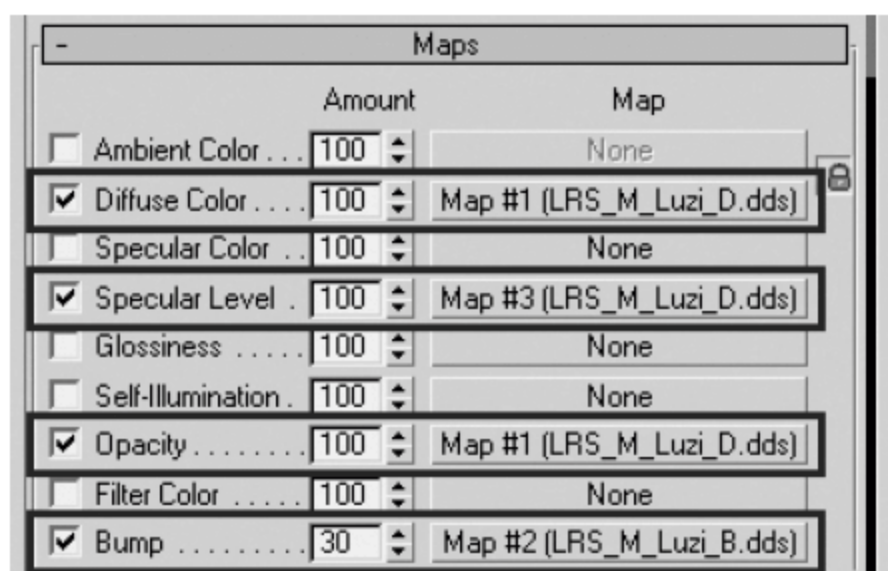 - Maps
Amount Map
Ambient Color . . . 100 None
Diffuse Color . . . . 100 Map #1 (LRS_M_Luzi_D.dds)
Specular Color . . 100 None
Specular Level . 100 Map #3 (LRS_M_Luzi_D.dds)
Glossiness . . . . . 100 None
Self-Illumination . 100 None
Opacity . . . . . . . . 100 Map #1 (LRS_M_Luzi_D.dds)
Filter Color . . . . . 100 None
Bump . . . . . . . . . 30 Map #2 (LRS_M_Luzi_B.dds)